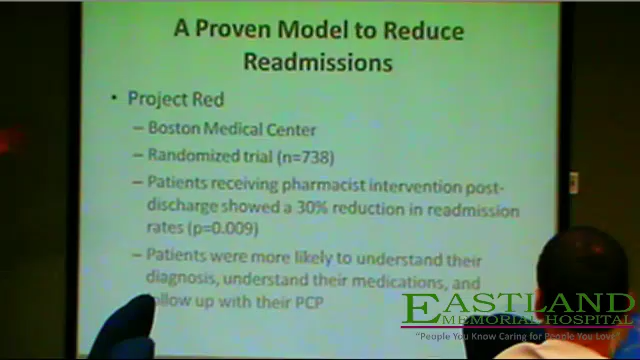 A Proven Model to Reduce
Readmissions
• Project Red
– Boston Medical Center
– Randomized trial (n=738)
– Patients receiving pharmacist intervention post-
discharge showed a 30% reduction in readmission
rates (p=0.009)
– Patients were more likely to understand their
diagnosis, understand their medications, and
follow up with their PCP
EASTLAND
MEMORIAL HOSPITAL
"People You Know Caring for People You Love"